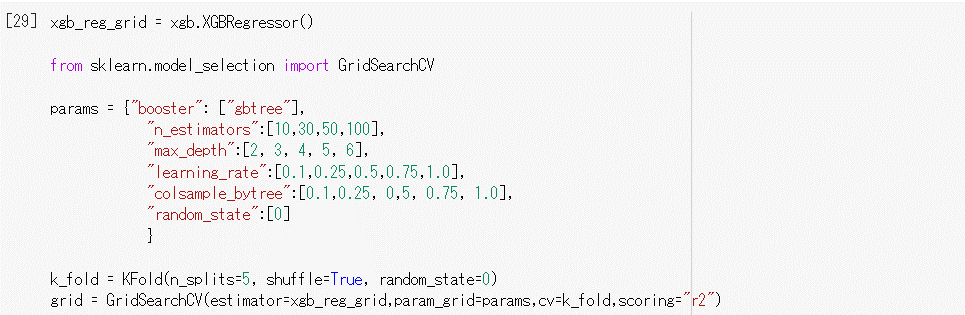 [29] xgb_reg_grid = xgb.XGBRegressor()
from sklearn.model_selection import GridSearchCV
params = {"booster": ["gbtree"],
"n_estimators":[10,30,50,100],
"max_depth":[2, 3, 4, 5, 6],
"learning_rate":[0.1,0.25,0.5,0.75,1.0],
"colsample_bytree":[0.1,0.25, 0,5, 0.75, 1.0],
"random_state":[0]
}
k_fold = KFold(n_splits=5, shuffle=True, random_state=0)
grid = GridSearchCV(estimator=xgb_reg_grid,param_grid=params,cv=k_fold,scoring="r2")